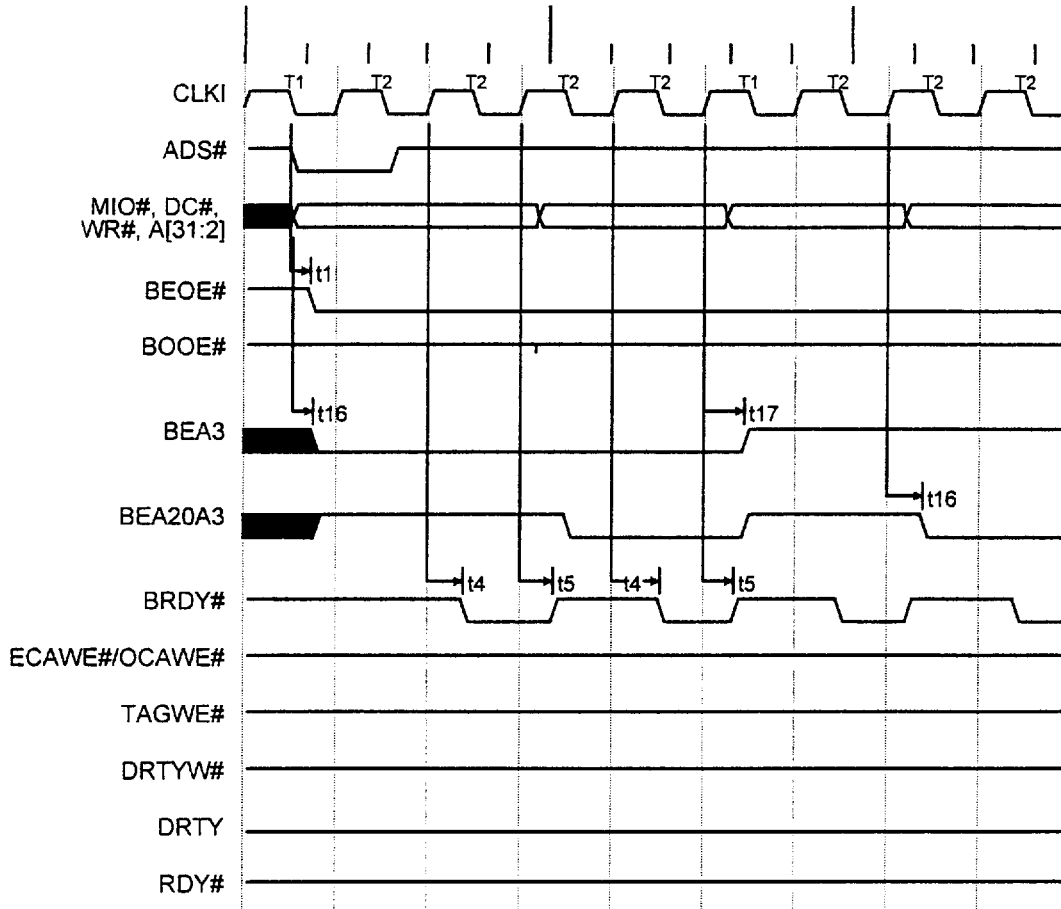 T1 T2 T2 T2 T2 T1 T2 T2 T2
CLKI
ADS#
MIO#, DC#,
WR#, A[31:2]
t1
BEOE#
BOOE#
t16 t17
BEA3
t16
BEA20A3
t4 t5 t4 t5
BRDY#
ECAWE#/OCAWE#
TAGWE#
DRTYW#
DRTY
RDY#